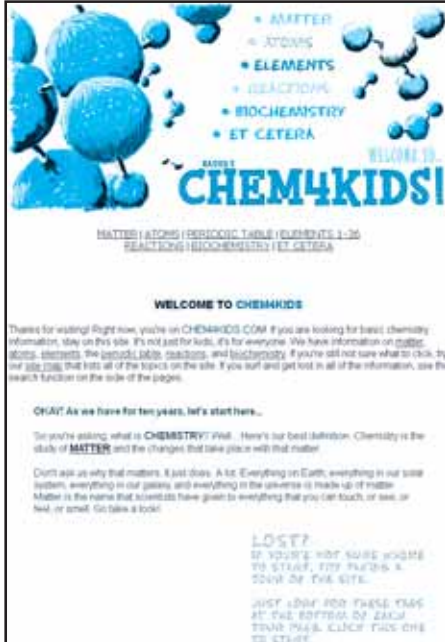 • MATTER
• ATOMS
• ELEMENTS
• REACTIONS
• BIOCHEMISTRY
• ET CETERA
WELCOME TO...
RADER'S
CHEM4KIDS!
MATTER | ATOMS | PERIODIC TABLE | ELEMENTS 1-36
REACTIONS | BIOCHEMISTRY | ET CETERA
WELCOME TO CHEM4KIDS
Thanks for visiting! Right now, you're on CHEM4KIDS.COM. If you are looking for basic chemistry
information, stay on this site. It's not just for kids, it's for everyone. We have information on matter,
atoms, elements, the periodic table, reactions, and biochemistry. If you're still not sure what to click, try
our site map that lists all of the topics on the site. If you surf and get lost in all of the information, use the
search function on the side of the pages.
OKAY! As we have for ten years, let's start here...
So you're asking, what is CHEMISTRY? Well... Here's our best definition. Chemistry is the
study of MATTER and the changes that take place with that matter.
Don't ask us why that matters. It just does. A lot. Everything on Earth, everything in our solar
system, everything in our galaxy, and everything in the universe is made up of matter.
Matter is the name that scientists have given to everything that you can touch, or see, or
feel, or smell. Go take a look!
LOST?
IF YOU'RE NOT SURE WHERE
TO START, TRY TAKING A
TOUR OF THE SITE.
JUST LOOK FOR THESE TABS
AT THE BOTTOM OF EACH
TOUR PAGE. CLICK THIS ONE
TO START.